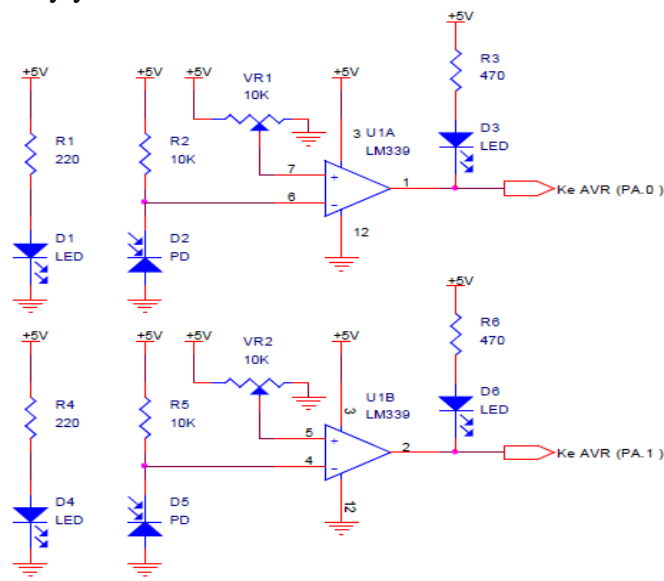 +5V
+5V
+5V
+5V
+5V
R1
220
R2
10K
VR1
10K
3
U1A
LM339
R3
470
D3
LED
7
+
6
-
1
12
Ke AVR (PA.0 )
D1
LED
D2
PD
+5V
+5V
+5V
+5V
+5V
R4
220
R5
10K
VR2
10K
3
U1B
LM339
R6
470
D6
LED
5
+
4
-
2
12
Ke AVR (PA.1 )
D4
LED
D5
PD